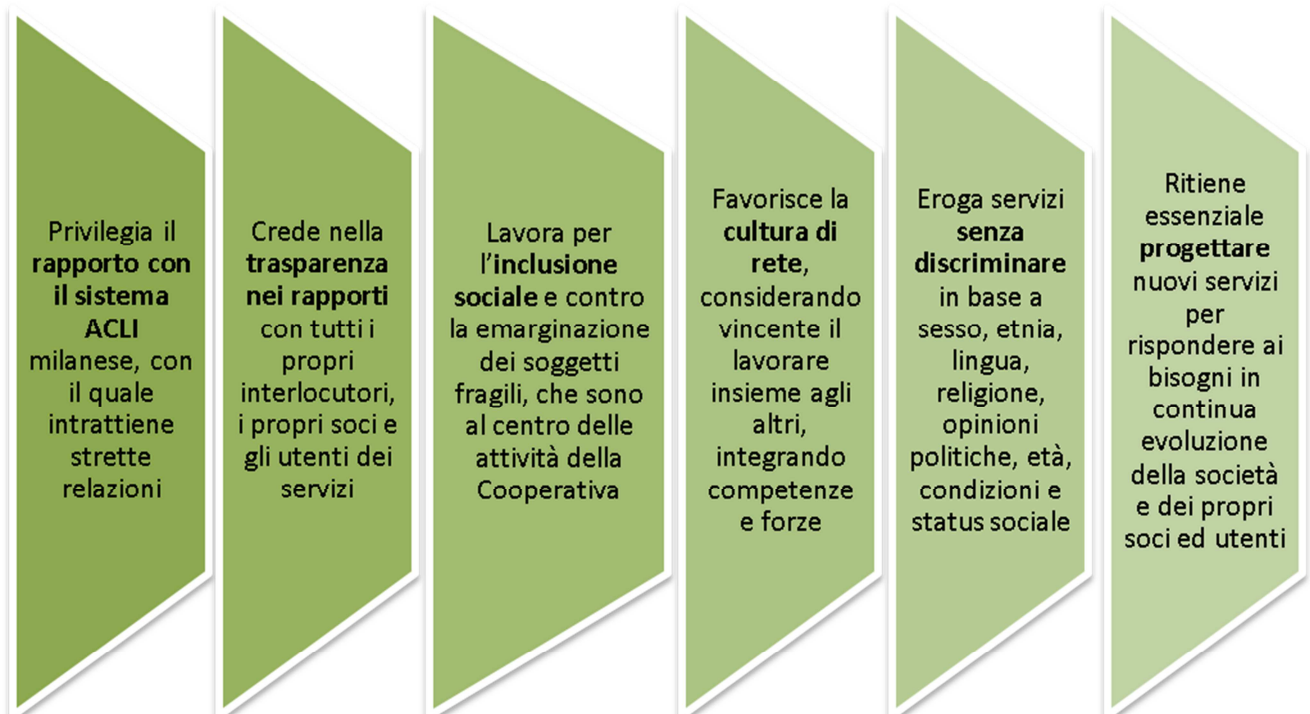 Privilegia il
rapporto con
il sistema
ACLI
milanese, con
il quale
intrattiene
strette
relazioni
Crede nella
trasparenza
nei rapporti
con tutti i
propri
interlocutori,
i propri soci e
gli utenti dei
servizi
Lavora per
l'inclusione
sociale e contro
la emarginazione
dei soggetti
fragili, che sono
al centro delle
attività della
Cooperativa
Favorisce la
cultura di
rete,
considerando
vincente il
lavorare
insieme agli
altri,
integrando
competenze
e forze
Eroga servizi
senza
discriminare
in base a
sesso, etnia,
lingua,
religione,
opinioni
politiche, età,
condizioni e
status sociale
Ritiene
essenziale
progettare
nuovi servizi
per
rispondere ai
bisogni in
continua
evoluzione
della società
e dei propri
soci ed utenti